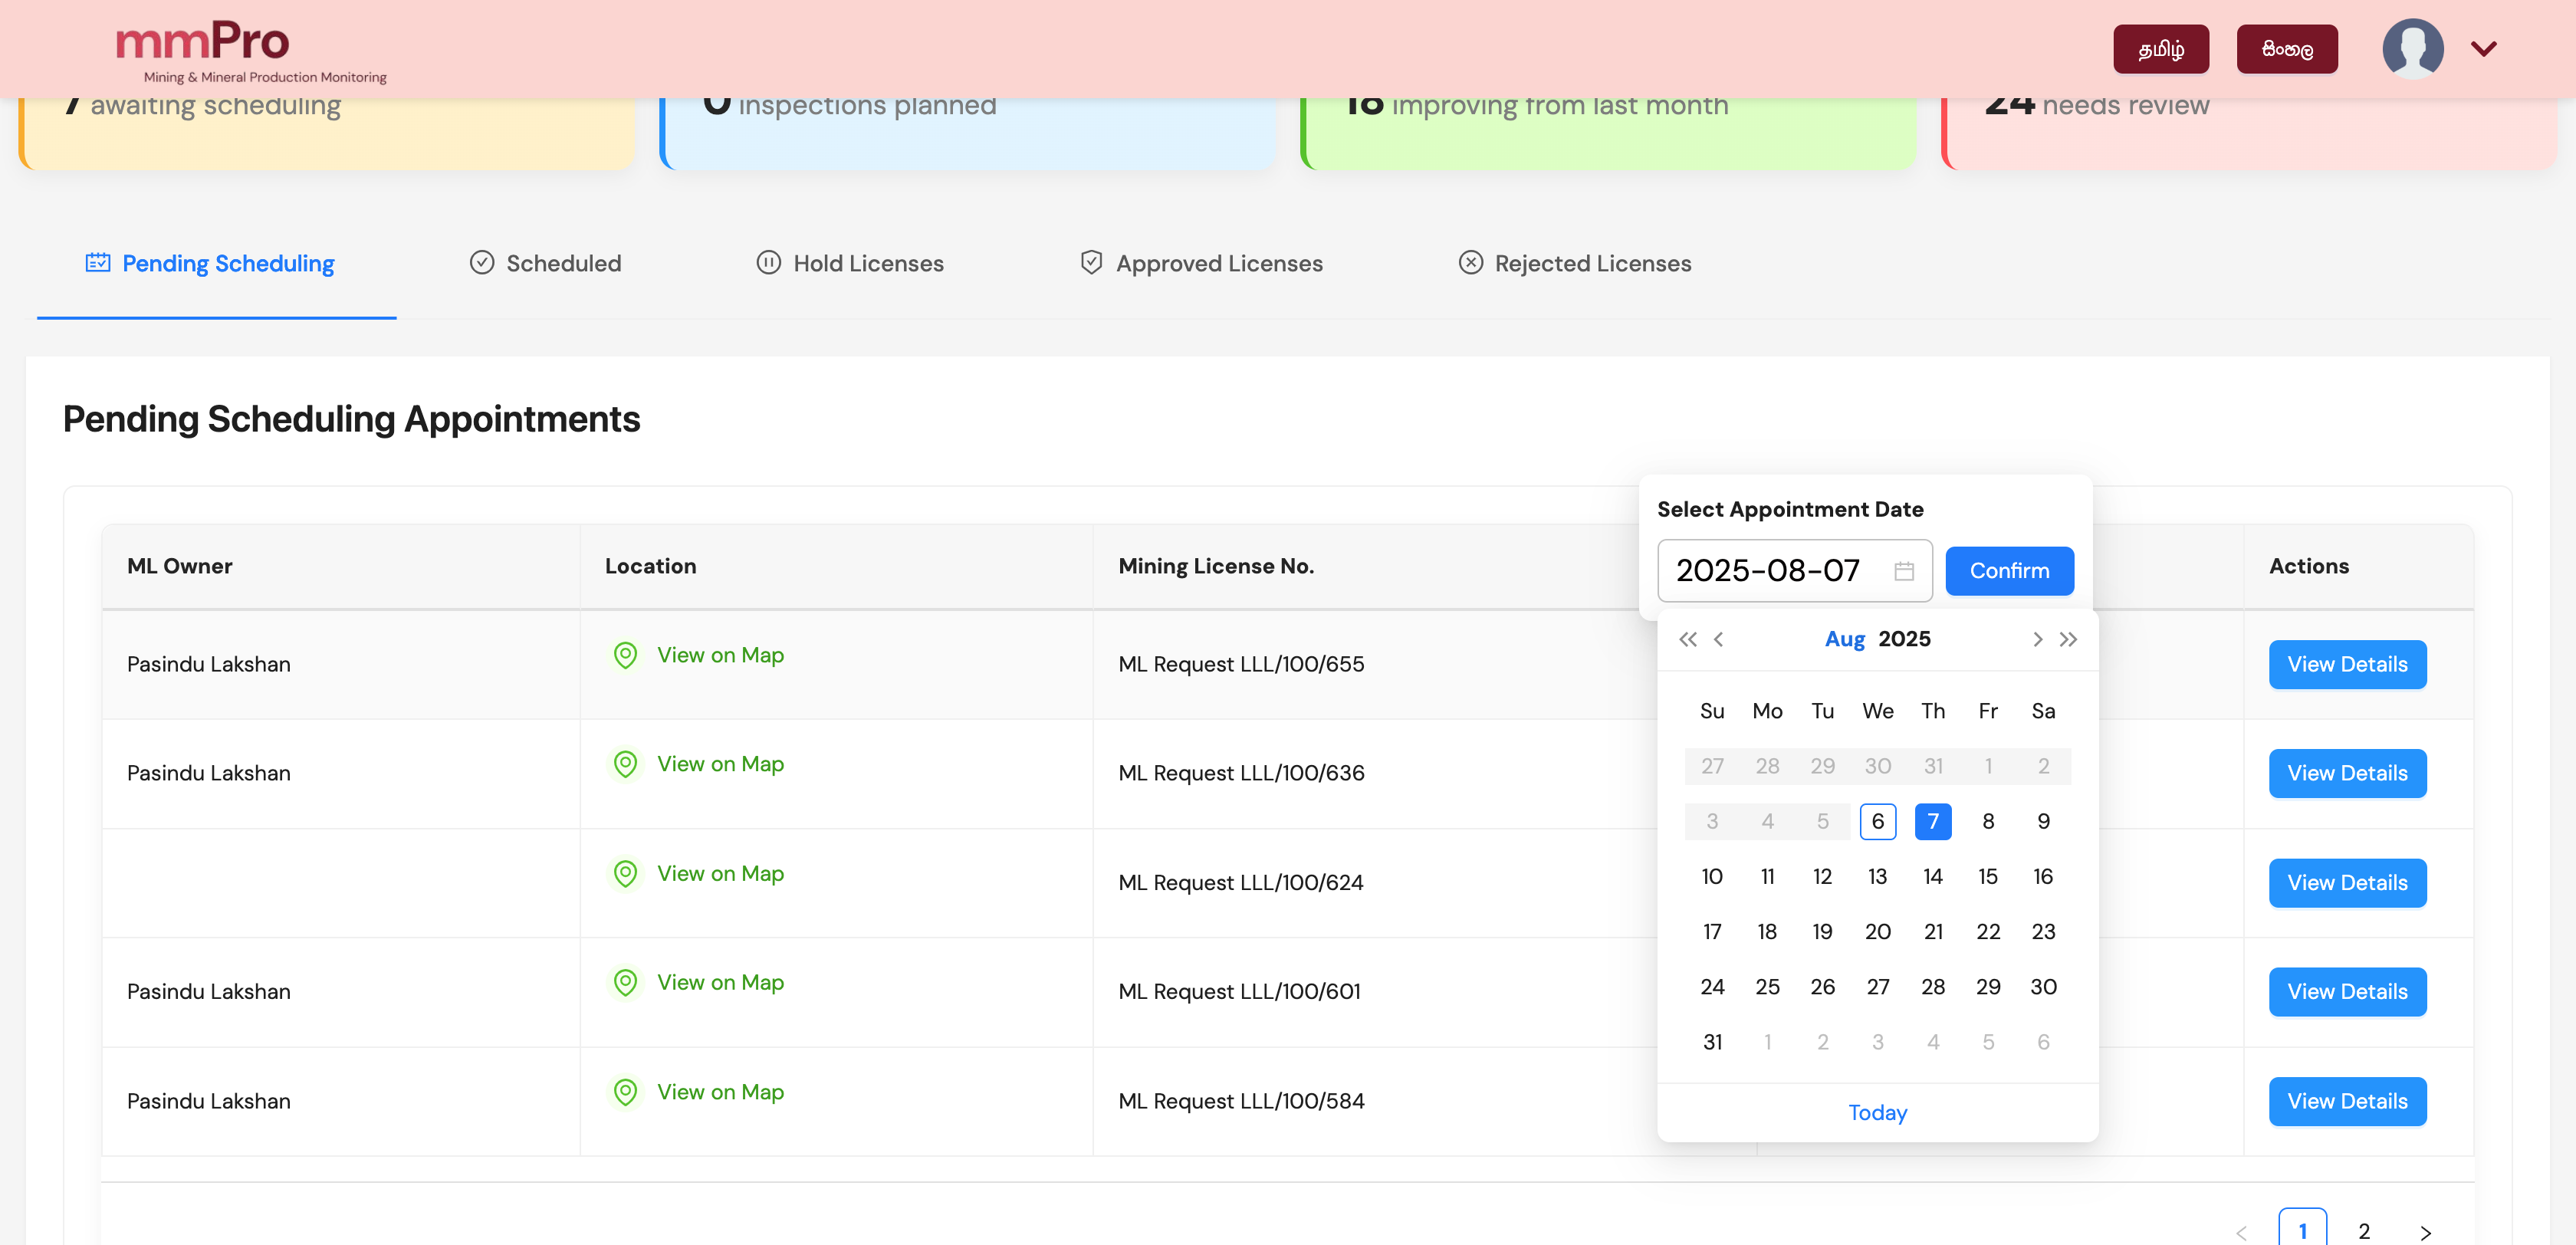 mmPro
Mining & Mineral Production Monitoring
தமிழ்
සිංහල
7 awaiting scheduling
0 inspections planned
18 improving from last month
24 needs review
Pending Scheduling
Scheduled
Hold Licenses
Approved Licenses
Rejected Licenses
Pending Scheduling Appointments
Select Appointment Date
2025-08-07
Confirm
ML Owner
Location
Mining License No.
Actions
Pasindu Lakshan
View on Map
ML Request LLL/100/655
View Details
Pasindu Lakshan
View on Map
ML Request LLL/100/636
View Details
View on Map
ML Request LLL/100/624
View Details
Pasindu Lakshan
View on Map
ML Request LLL/100/601
View Details
Pasindu Lakshan
View on Map
ML Request LLL/100/584
View Details
Aug 2025
Su Mo Tu We Th Fr Sa
27 28 29 30 31 1 2
3 4 5 6 7 8 9
10 11 12 13 14 15 16
17 18 19 20 21 22 23
24 25 26 27 28 29 30
31 1 2 3 4 5 6
Today
1 2